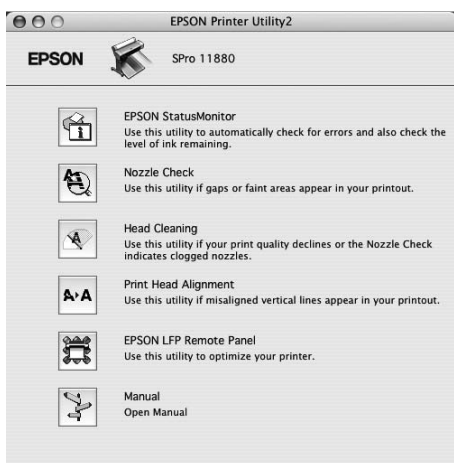 EPSON Printer Utility2
EPSON
SPro 11880
EPSON StatusMonitor
Use this utility to automatically check for errors and also check the
level of ink remaining.
Nozzle Check
Use this utility if gaps or faint areas appear in your printout.
Head Cleaning
Use this utility if your print quality declines or the Nozzle Check
indicates clogged nozzles.
Print Head Alignment
Use this utility if misaligned vertical lines appear in your printout.
EPSON LFP Remote Panel
Use this utility to optimize your printer.
Manual
Open Manual